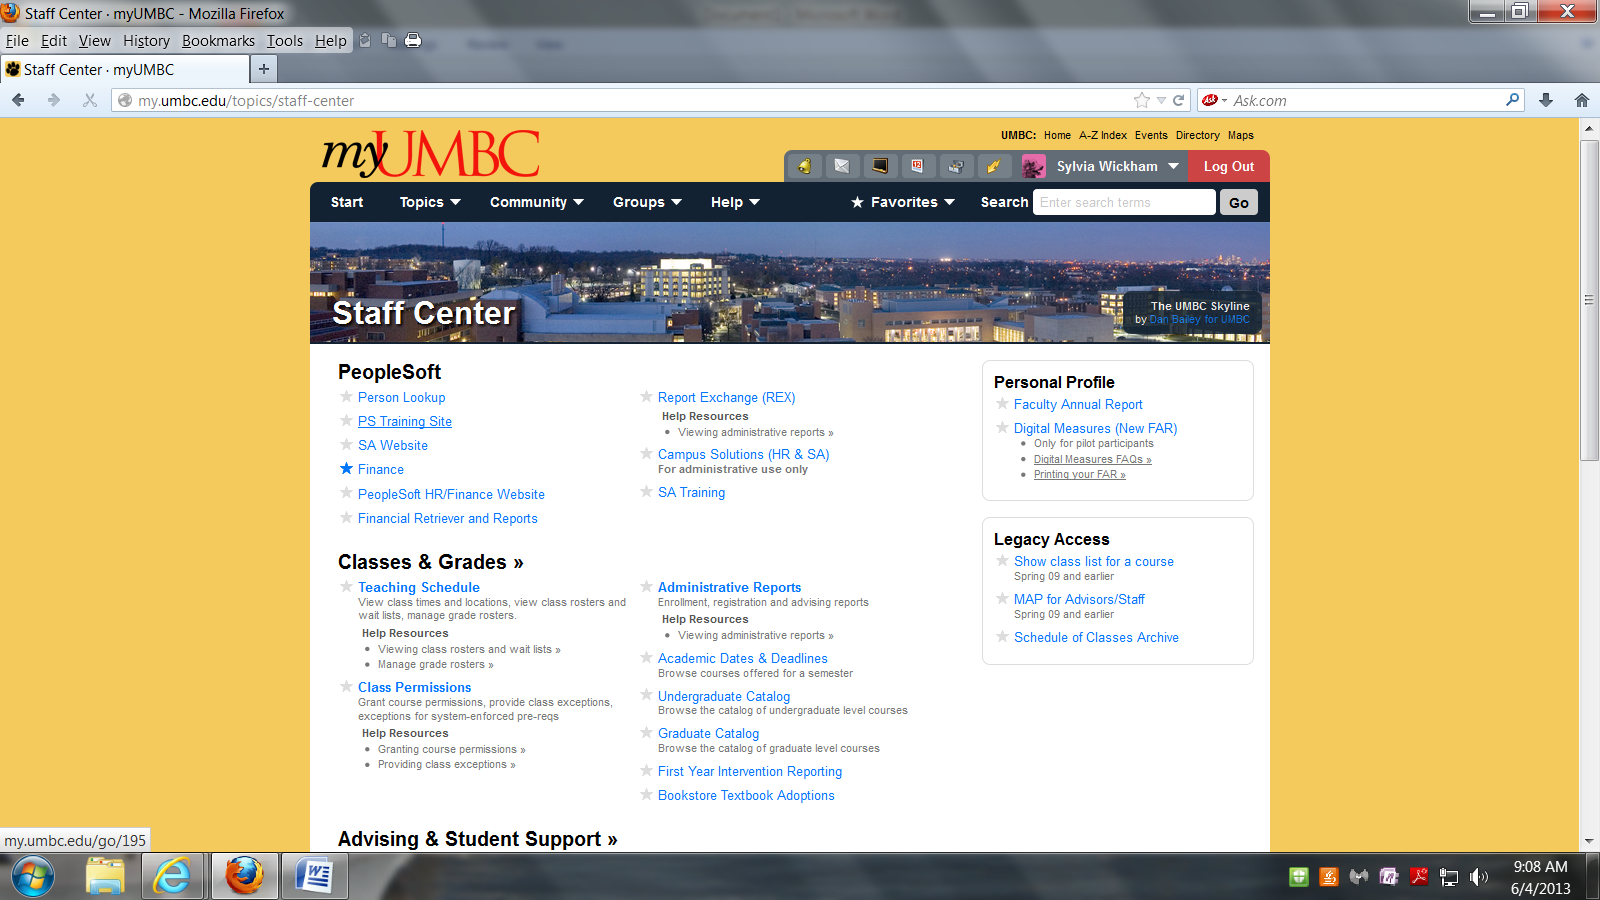 Staff Center · myUMBC - Mozilla Firefox
File Edit View History Bookmarks Tools Help
Staff Center · myUMBC
my.umbc.edu/topics/staff-center
Ask
Ask.com
myUMBC
UMBC: Home A-Z Index Events Directory Maps
12
Sylvia Wickham
Log Out
Start Topics Community Groups Help Favorites Search Enter search terms Go
Staff Center
The UMBC Skyline
by Dan Bailey for UMBC
PeopleSoft
Person Lookup
PS Training Site
SA Website
Finance
PeopleSoft HR/Finance Website
Financial Retriever and Reports
Report Exchange (REX)
Help Resources
Viewing administrative reports »
Campus Solutions (HR & SA)
For administrative use only
SA Training
Classes & Grades »
Teaching Schedule
View class times and locations, view class rosters and
wait lists, manage grade rosters.
Help Resources
Viewing class rosters and wait lists »
Manage grade rosters »
Class Permissions
Grant course permissions, provide class exceptions,
exceptions for system-enforced pre-reqs
Help Resources
Granting course permissions »
Providing class exceptions »
Administrative Reports
Enrollment, registration and advising reports
Help Resources
Viewing administrative reports »
Academic Dates & Deadlines
Browse courses offered for a semester
Undergraduate Catalog
Browse the catalog of undergraduate level courses
Graduate Catalog
Browse the catalog of graduate level courses
First Year Intervention Reporting
Bookstore Textbook Adoptions
Advising & Student Support »
Personal Profile
Faculty Annual Report
Digital Measures (New FAR)
Only for pilot participants
Digital Measures FAQs »
Printing your FAR »
Legacy Access
Show class list for a course
Spring 09 and earlier
MAP for Advisors/Staff
Spring 09 and earlier
Schedule of Classes Archive
my.umbc.edu/go/195
W
9:08 AM
6/4/2013